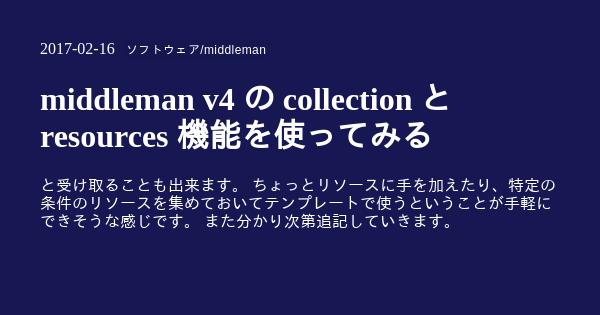 2017-02-16 ソフトウェア/middleman
middleman v4 の collection と
resources 機能を使ってみる
と受け取ることも出来ます。 ちょっとリソースに手を加えたり、特定の
条件のリソースを集めておいてテンプレートで使うということが手軽に
できそうな感じです。 また分かり次第追記していきます。